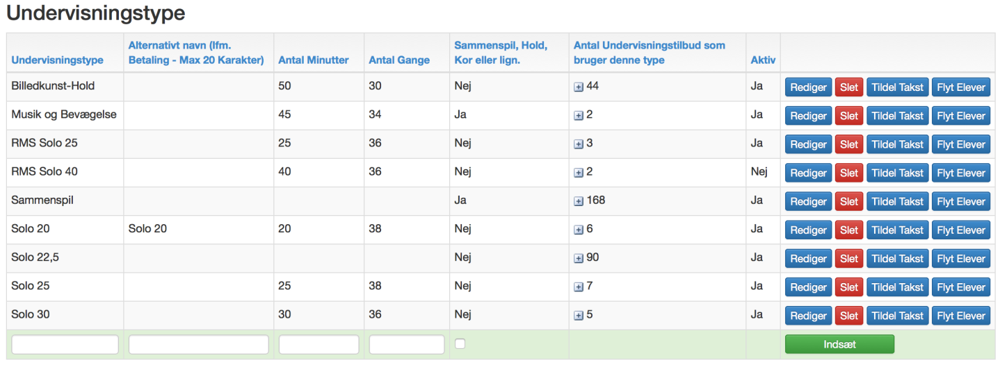 Undervisningstype
Undervisningstype
Alternativt navn (Ifm.
Betaling - Max 20 Karakter)
Antal Minutter
Antal Gange
Sammenspil, Hold,
Kor eller lign.
Antal Undervisningstilbud som
bruger denne type
Aktiv
Billedkunst-Hold 50 30 Nej 44 Ja Rediger Slet Tildel Takst Flyt Elever
Musik og Bevægelse 45 34 Ja 2 Ja Rediger Slet Tildel Takst Flyt Elever
RMS Solo 25 25 36 Nej 3 Ja Rediger Slet Tildel Takst Flyt Elever
RMS Solo 40 40 36 Nej 2 Nej Rediger Slet Tildel Takst Flyt Elever
Sammenspil Ja 168 Ja Rediger Slet Tildel Takst Flyt Elever
Solo 20 Solo 20 20 38 Nej 6 Ja Rediger Slet Tildel Takst Flyt Elever
Solo 22,5 Nej 90 Ja Rediger Slet Tildel Takst Flyt Elever
Solo 25 25 38 Nej 7 Ja Rediger Slet Tildel Takst Flyt Elever
Solo 30 30 36 Nej 5 Ja Rediger Slet Tildel Takst Flyt Elever
Indsæt